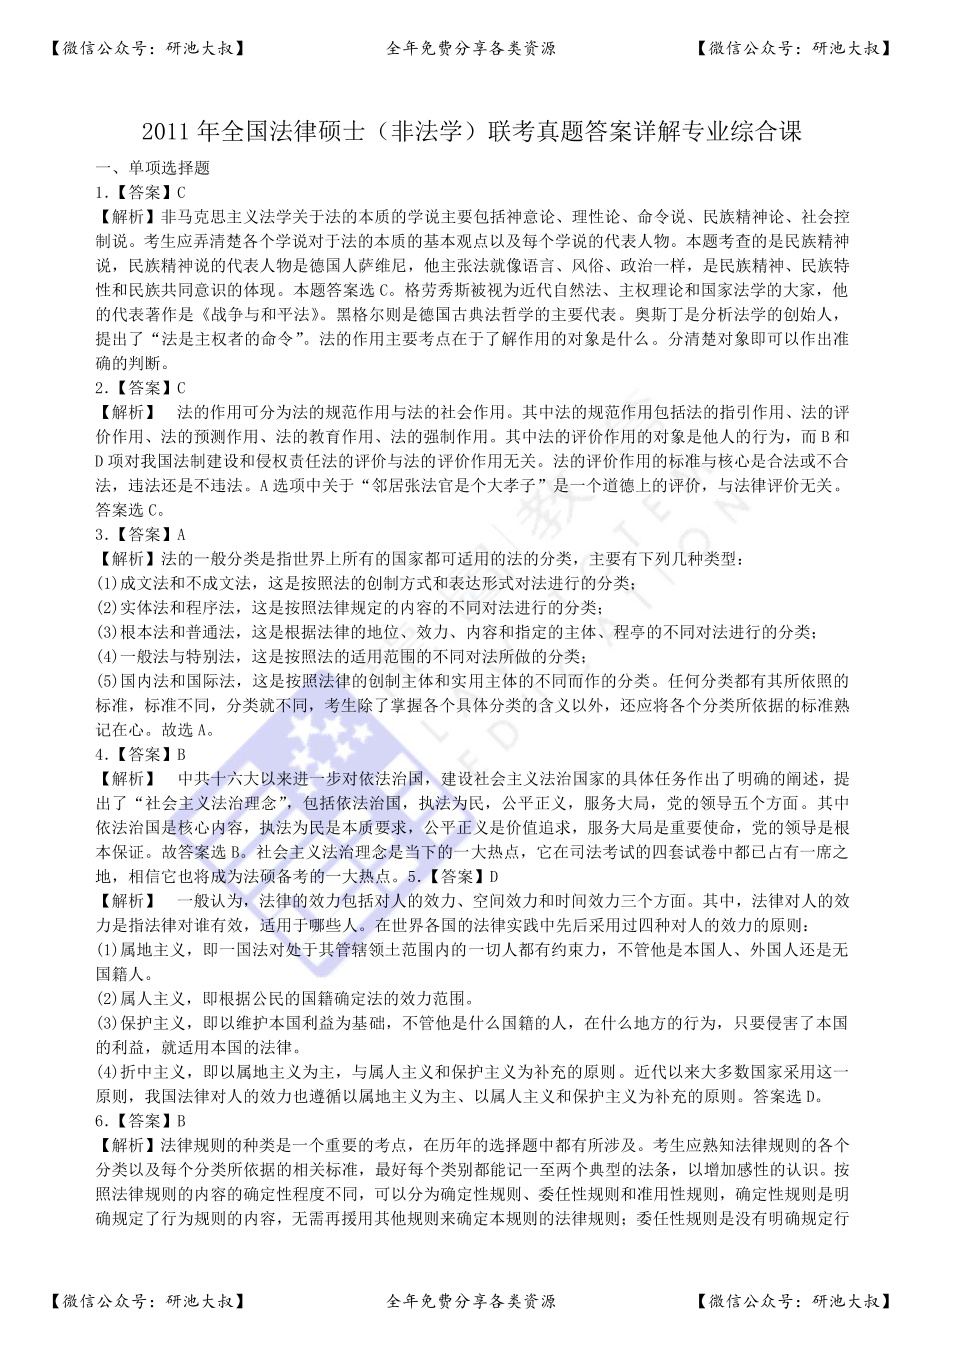 【微信公众号：研池大叔】 全年免费分享各类资源 【微信公众号：研池大叔】
2011 年全国法律硕士（非法学）联考真题答案详解专业综合课
一、单项选择题
1.【答案】C
【解析】非马克思主义法学关于法的本质的学说主要包括神意论、理性论、命令说、民族精神论、社会控
制说。考生应弄清楚各个学说对于法的本质的基本观点以及每个学说的代表人物。本题考查的是民族精神
说，民族精神说的代表人物是德国人萨维尼，他主张法就像语言、风俗、政治一样，是民族精神、民族特
性和民族共同意识的体现。本题答案选 C。格劳秀斯被视为近代自然法、主权理论和国家法学的大家，他
的代表著作是《战争与和平法》。黑格尔则是德国古典法哲学的主要代表。奥斯丁是分析法学的创始人，
提出了“法是主权者的命令”。法的作用主要考点在于了解作用的对象是什么。分清楚对象即可以作出准
确的判断。
2.【答案】C
【解析】 法的作用可分为法的规范作用与法的社会作用。其中法的规范作用包括法的指引作用、法的评
价作用、法的预测作用、法的教育作用、法的强制作用。其中法的评价作用的对象是他人的行为，而 B 和
D 项对我国法制建设和侵权责任法的评价与法的评价作用无关。法的评价作用的标准与核心是合法或不合
法，违法还是不违法。A 选项中关于“邻居张法官是个大孝子”是一个道德上的评价，与法律评价无关。
答案选 C。
3.【答案】A
【解析】法的一般分类是指世界上所有的国家都可适用的法的分类，主要有下列几种类型：
(1)成文法和不成文法，这是按照法的创制方式和表达形式对法进行的分类；
(2)实体法和程序法，这是按照法律规定的内容的不同对法进行的分类；
(3)根本法和普通法，这是根据法律的地位、效力、内容和指定的主体、程亭的不同对法进行的分类；
(4)一般法与特别法，这是按照法的适用范围的不同对法所做的分类；
(5)国内法和国际法，这是按照法律的创制主体和实用主体的不同而作的分类。任何分类都有其所依照的
标准，标准不同，分类就不同，考生除了掌握各个具体分类的含义以外，还应将各个分类所依据的标准熟
记在心。故选 A。
4.【答案】B
【解析】 中共十六大以来进一步对依法治国，建设社会主义法治国家的具体任务作出了明确的阐述，提
出了“社会主义法治理念”，包括依法治国，执法为民，公平正义，服务大局，党的领导五个方面。其中
依法治国是核心内容，执法为民是本质要求，公平正义是价值追求，服务大局是重要使命，党的领导是根
本保证。故答案选 B。社会主义法治理念是当下的一大热点，它在司法考试的四套试卷中都已占有一席之
地，相信它也将成为法硕备考的一大热点。5.【答案】D
【解析】 一般认为，法律的效力包括对人的效力、空间效力和时间效力三个方面。其中，法律对人的效
力是指法律对谁有效，适用于哪些人。在世界各国的法律实践中先后采用过四种对人的效力的原则：
(1)属地主义，即一国法对处于其管辖领土范围内的一切人都有约束力，不管他是本国人、外国人还是无
国籍人。
(2)属人主义，即根据公民的国籍确定法的效力范围。
(3)保护主义，即以维护本国利益为基础，不管他是什么国籍的人，在什么地方的行为，只要侵害了本国
的利益，就适用本国的法律。
(4)折中主义，即以属地主义为主，与属人主义和保护主义为补充的原则。近代以来大多数国家采用这一
原则，我国法律对人的效力也遵循以属地主义为主、以属人主义和保护主义为补充的原则。答案选 D。
6.【答案】B
【解析】法律规则的种类是一个重要的考点，在历年的选择题中都有所涉及。考生应熟知法律规则的各个
分类以及每个分类所依据的相关标准，最好每个类别都能记一至两个典型的法条，以增加感性的认识。按
照法律规则的内容的确定性程度不同，可以分为确定性规则、委任性规则和准用性规则，确定性规则是明
确规定了行为规则的内容，无需再援用其他规则来确定本规则的法律规则；委任性规则是没有明确规定行
【微信公众号：研池大叔】 全年免费分享各类资源 【微信公众号：研池大叔】